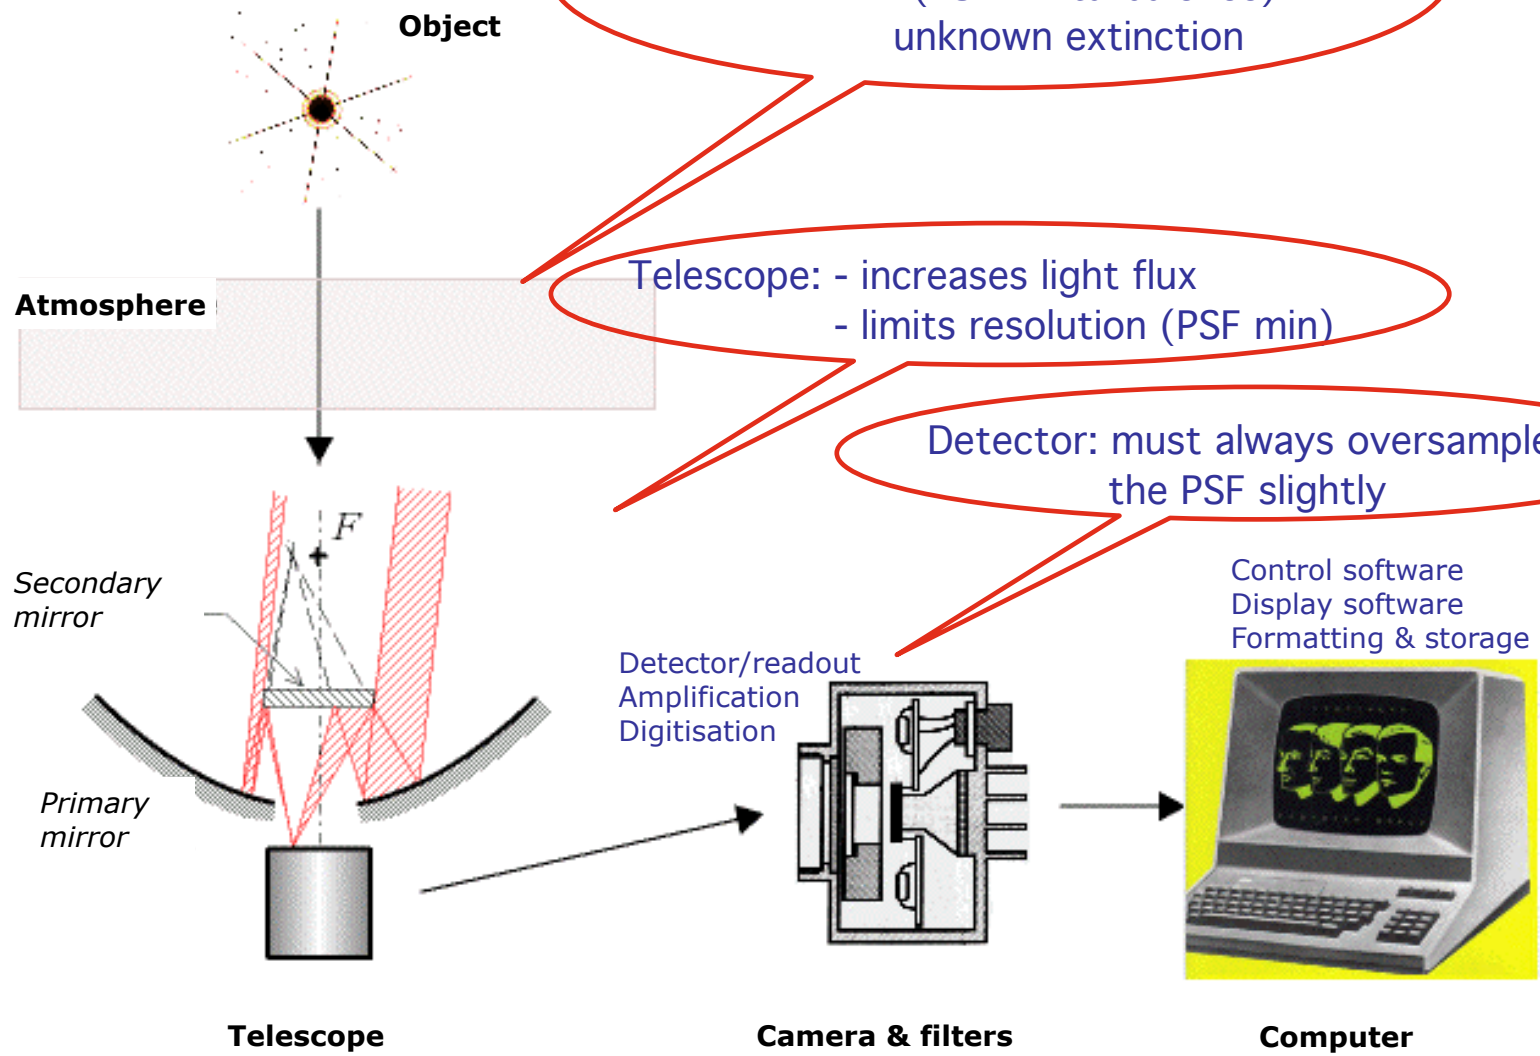 Object
unknown extinction
Atmosphere
Telescope: - increases light flux
- limits resolution (PSF min)
Detector: must always oversample
the PSF slightly
F
Secondary
mirror
Control software
Display software
Formatting & storage
Detector/readout
Amplification
Digitisation
Primary
mirror
Telescope
Camera & filters
Computer